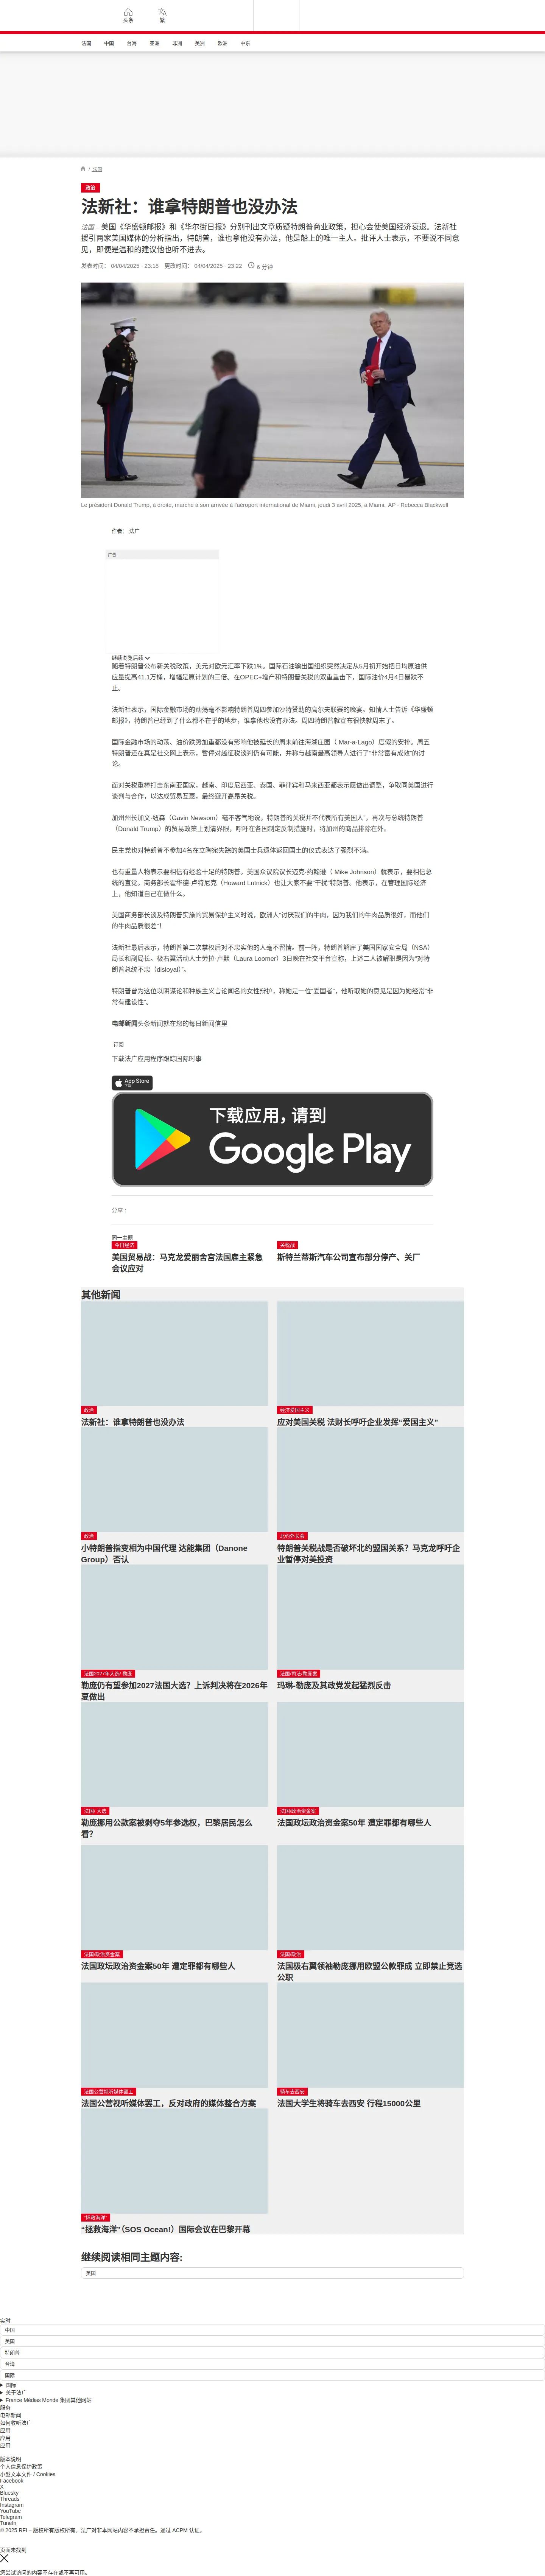 头条
繁
法国
中国
台海
亚洲
非洲
美洲
欧洲
中东
/ 法国
政治
法新社：谁拿特朗普也没办法
法国 – 美国《华盛顿邮报》和《华尔街日报》分别刊出文章质疑特朗普商业政策，担心会使美国经济衰退。法新社
援引两家美国媒体的分析指出，特朗普，谁也拿他没有办法，他是船上的唯一主人。批评人士表示，不要说不同意
见，即便是温和的建议他也听不进去。
发表时间： 04/04/2025 - 23:18 更改时间： 04/04/2025 - 23:22 6 分钟
Le président Donald Trump, à droite, marche à son arrivée à l'aéroport international de Miami, jeudi 3 avril 2025, à Miami. AP - Rebecca Blackwell
作者： 法广
广告
继续浏览后续
随着特朗普公布新关税政策，美元对欧元汇率下跌1%。国际石油输出国组织突然决定从5月初开始把日均原油供
应量提高41.1万桶，增幅是原计划的三倍。在OPEC+增产和特朗普关税的双重重击下，国际油价4月4日暴跌不
止。
法新社表示，国际金融市场的动荡毫不影响特朗普周四参加沙特赞助的高尔夫联赛的晚宴。知情人士告诉《华盛顿
邮报》，特朗普已经到了什么都不在乎的地步，谁拿他也没有办法。周四特朗普就宣布很快就周末了。
国际金融市场的动荡、油价跌势加重都没有影响他被延长的周末前往海湖庄园（ Mar-a-Lago）度假的安排。周五
特朗普还在真是社交网上表示，暂停对越征税谈判仍有可能，并称与越南最高领导人进行了“非常富有成效”的讨
论。
面对关税重棒打击东南亚国家，越南、印度尼西亚、泰国、菲律宾和马来西亚都表示愿做出调整，争取同美国进行
谈判与合作，以达成贸易互惠，最终避开高昂关税。
加州州长加文·纽森（Gavin Newsom）毫不客气地说，特朗普的关税并不代表所有美国人”，再次与总统特朗普
（Donald Trump）的贸易政策上划清界限，呼吁在各国制定反制措施时，将加州的商品排除在外。
民主党也对特朗普不参加4名在立陶宛失踪的美国士兵遗体返回国土的仪式表达了强烈不满。
也有重量人物表示要相信有经验十足的特朗普。美国众议院议长迈克·约翰逊（ Mike Johnson）就表示，要相信总
统的直觉。商务部长霍华德·卢特尼克（Howard Lutnick）也让大家不要“干扰”特朗普。他表示，在管理国际经济
上，他知道自己在做什么。
美国商务部长谈及特朗普实施的贸易保护主义时说，欧洲人“讨厌我们的牛肉，因为我们的牛肉品质很好，而他们
的牛肉品质很差”！
法新社最后表示，特朗普第二次掌权后对不忠实他的人毫不留情。前一阵，特朗普解雇了美国国家安全局（NSA）
局长和副局长。极右翼活动人士劳拉·卢默（Laura Loomer）3日晚在社交平台宣称，上述二人被解职是因为“对特
朗普总统不忠（disloyal）”。
特朗普曾为这位以阴谋论和种族主义言论闻名的女性辩护，称她是一位“爱国者”，他听取她的意见是因为她经常“非
常有建设性”。
电邮新闻头条新闻就在您的每日新闻信里
订阅
下载法广应用程序跟踪国际时事
App Store
下载
下载应用，请到
Google Play
分享 :
同一主题
今日经济
美国贸易战：马克龙爱丽舍宫法国雇主紧急
会议应对
关税战
斯特兰蒂斯汽车公司宣布部分停产、关厂
其他新闻
政治
法新社：谁拿特朗普也没办法
经济爱国主义
应对美国关税 法财长呼吁企业发挥“爱国主义”
政治
小特朗普指变相为中国代理 达能集团（Danone
Group）否认
北约外长会
特朗普关税战是否破坏北约盟国关系？马克龙呼吁企
业暂停对美投资
法国2027年大选/ 勒庞
勒庞仍有望参加2027法国大选？上诉判决将在2026年
夏做出
法国/司法/勒庞案
玛琳-勒庞及其政党发起猛烈反击
法国/ 大选
勒庞挪用公款案被剥夺5年参选权，巴黎居民怎么
看？
法国/政治资金案
法国政坛政治资金案50年 遭定罪都有哪些人
法国/政治资金案
法国政坛政治资金案50年 遭定罪都有哪些人
法国/政治
法国极右翼领袖勒庞挪用欧盟公款罪成 立即禁止竞选
公职
法国公营视听媒体罢工
法国公营视听媒体罢工，反对政府的媒体整合方案
骑车去西安
法国大学生将骑车去西安 行程15000公里
“拯救海洋”
“拯救海洋”（SOS Ocean!）国际会议在巴黎开幕
继续阅读相同主题内容:
美国
实时
中国
美国
特朗普
台湾
国际
国际
关于法广
France Médias Monde 集团其他网站
服务
电邮新闻
如何收听法广
应用
应用
应用
版本说明
个人信息保护政策
小型文本文件 / Cookies
Facebook
X
Bluesky
Threads
Instagram
YouTube
Telegram
TuneIn
© 2025 RFI – 版权所有版权所有。法广对非本网站内容不承担责任。通过 ACPM 认证。
页面未找到
您尝试访问的内容不存在或不再可用。